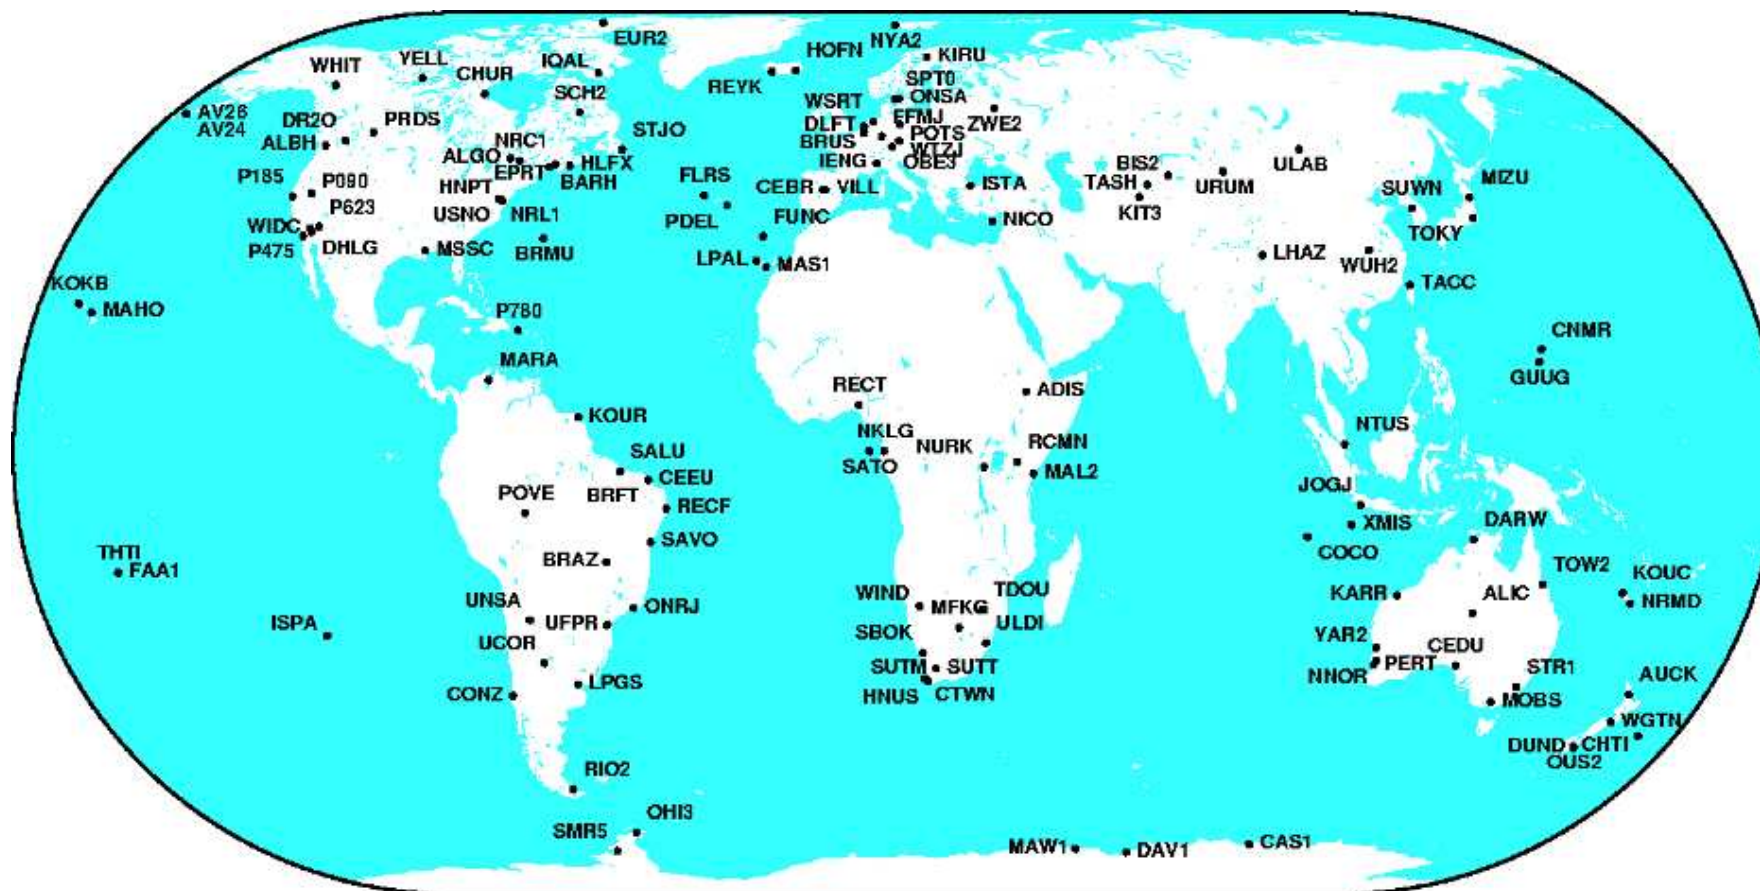 EUR2
HOFN
NYA2
KIRU
WHIT
YELL
CHUR
IQAL
REYK
SPT0
SCH2
WSRT
ONSA
AV26
AV24
DR2O
PRDS
STJO
DLFT
EFMJ
ZWE2
ALBH
NRC1
BRUS
POTS
WTZJ
ALGO
EPRT
HLFX
BARH
IENG
OBE3
BIS2
ULAB
P185
P090
HNPT
FLRS
CEBR
VILL
ISTA
TASH
URUM
SUWN
MIZU
P623
USNO
NRL1
PDEL
FUNC
NICO
KIT3
WIDC
P475
DHLG
MSSC
BRMU
LPAL
MAS1
LHAZ
WUH2
TOKY
KOKB
MAHO
TACC
P780
CNMR
MARA
GUUG
RECT
ADIS
KOUR
NTUS
NKLG
NURK
RCMN
SALU
SATO
MAL2
CEEU
POVE
BRFT
RECF
JOGJ
XMIS
DARW
SAVO
COCO
THTI
FAA1
BRAZ
TOW2
KOUC
UNSA
ONRJ
WIND
MFKG
TDOU
KARR
ALIC
NRMD
ISPA
UFPR
ULDI
UCOR
SBOK
YAR2
CEDU
SUTM
SUTT
NNOR
PERT
STR1
AUCK
CONZ
LPGS
HNUS
CTWN
MOBS
WGTN
DUND
CHTI
OUS2
RIO2
OHI3
SMR5
MAW1
DAV1
CAS1